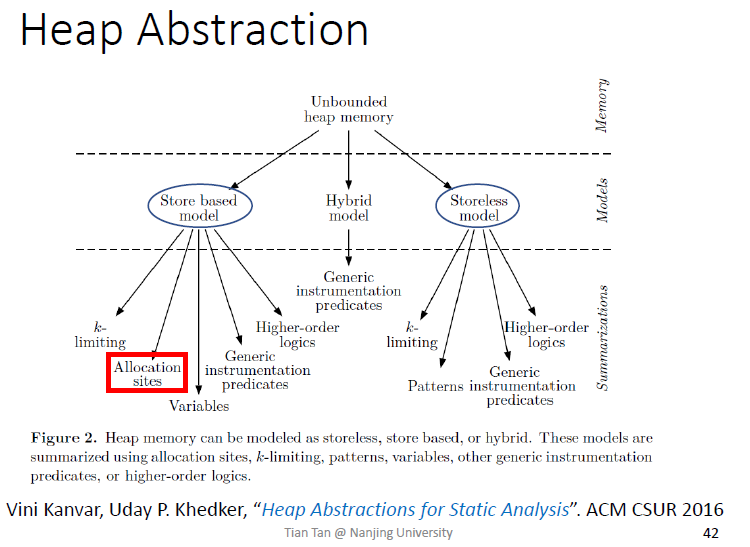 Heap Abstraction
Unbounded
heap memory
Memory
Store based
model
Hybrid
model
Storeless
model
Models
Generic
instrumentation
predicates
k-
limiting
Allocation
sites
Variables
Generic
instrumentation
predicates
Higher-order
logics
k-
limiting
Patterns
Generic
instrumentation
predicates
Higher-order
logics
Summarizations
Figure 2. Heap memory can be modeled as storeless, store based, or hybrid. These models are
summarized using allocation sites, k-limiting, patterns, variables, other generic instrumentation
predicates, or higher-order logics.
Vini Kanvar, Uday P. Khedker, “Heap Abstractions for Static Analysis”. ACM CSUR 2016
Tian Tan @ Nanjing University
42